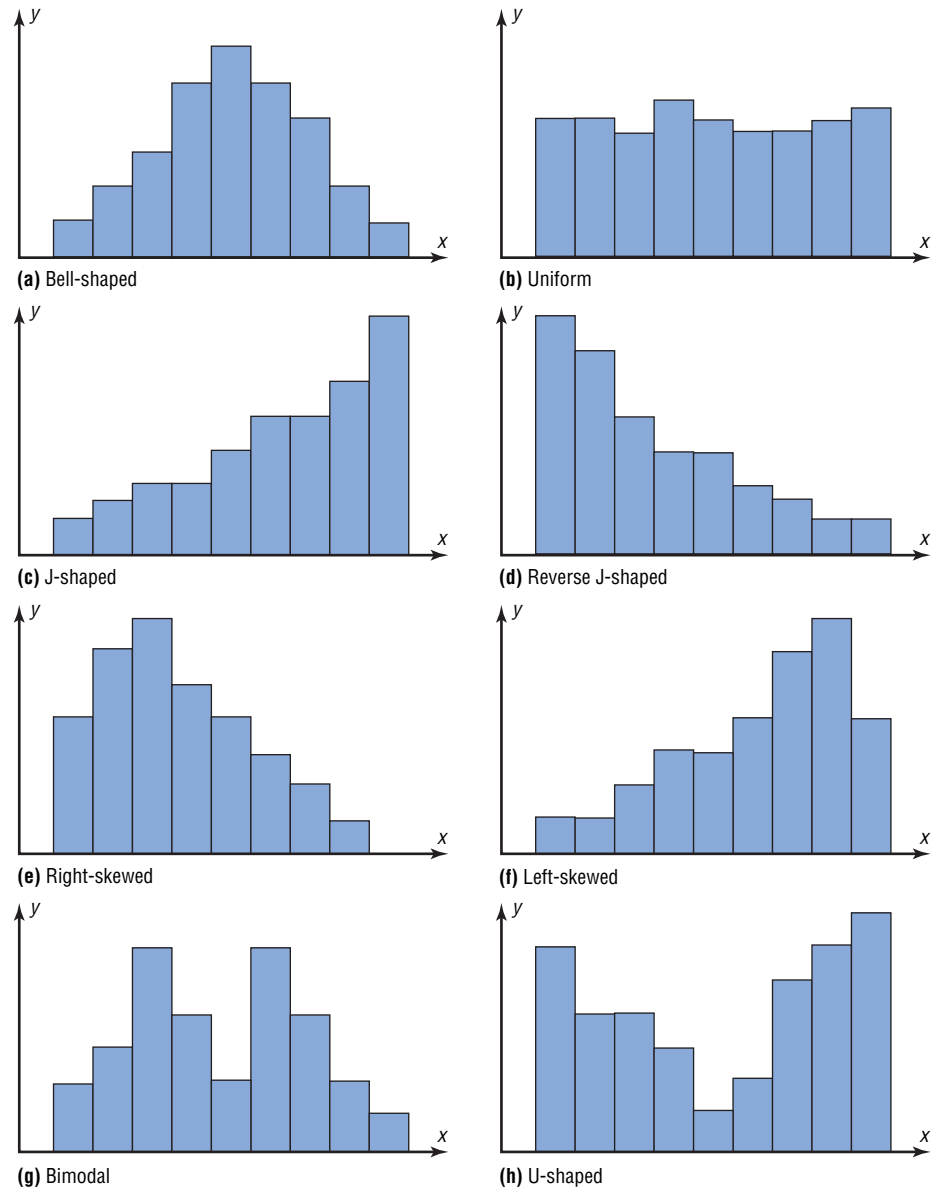 y
x
(a) Bell-shaped
y
x
(b) Uniform
y
x
(c) J-shaped
y
x
(d) Reverse J-shaped
y
x
(e) Right-skewed
y
x
(f) Left-skewed
y
x
(g) Bimodal
y
x
(h) U-shaped